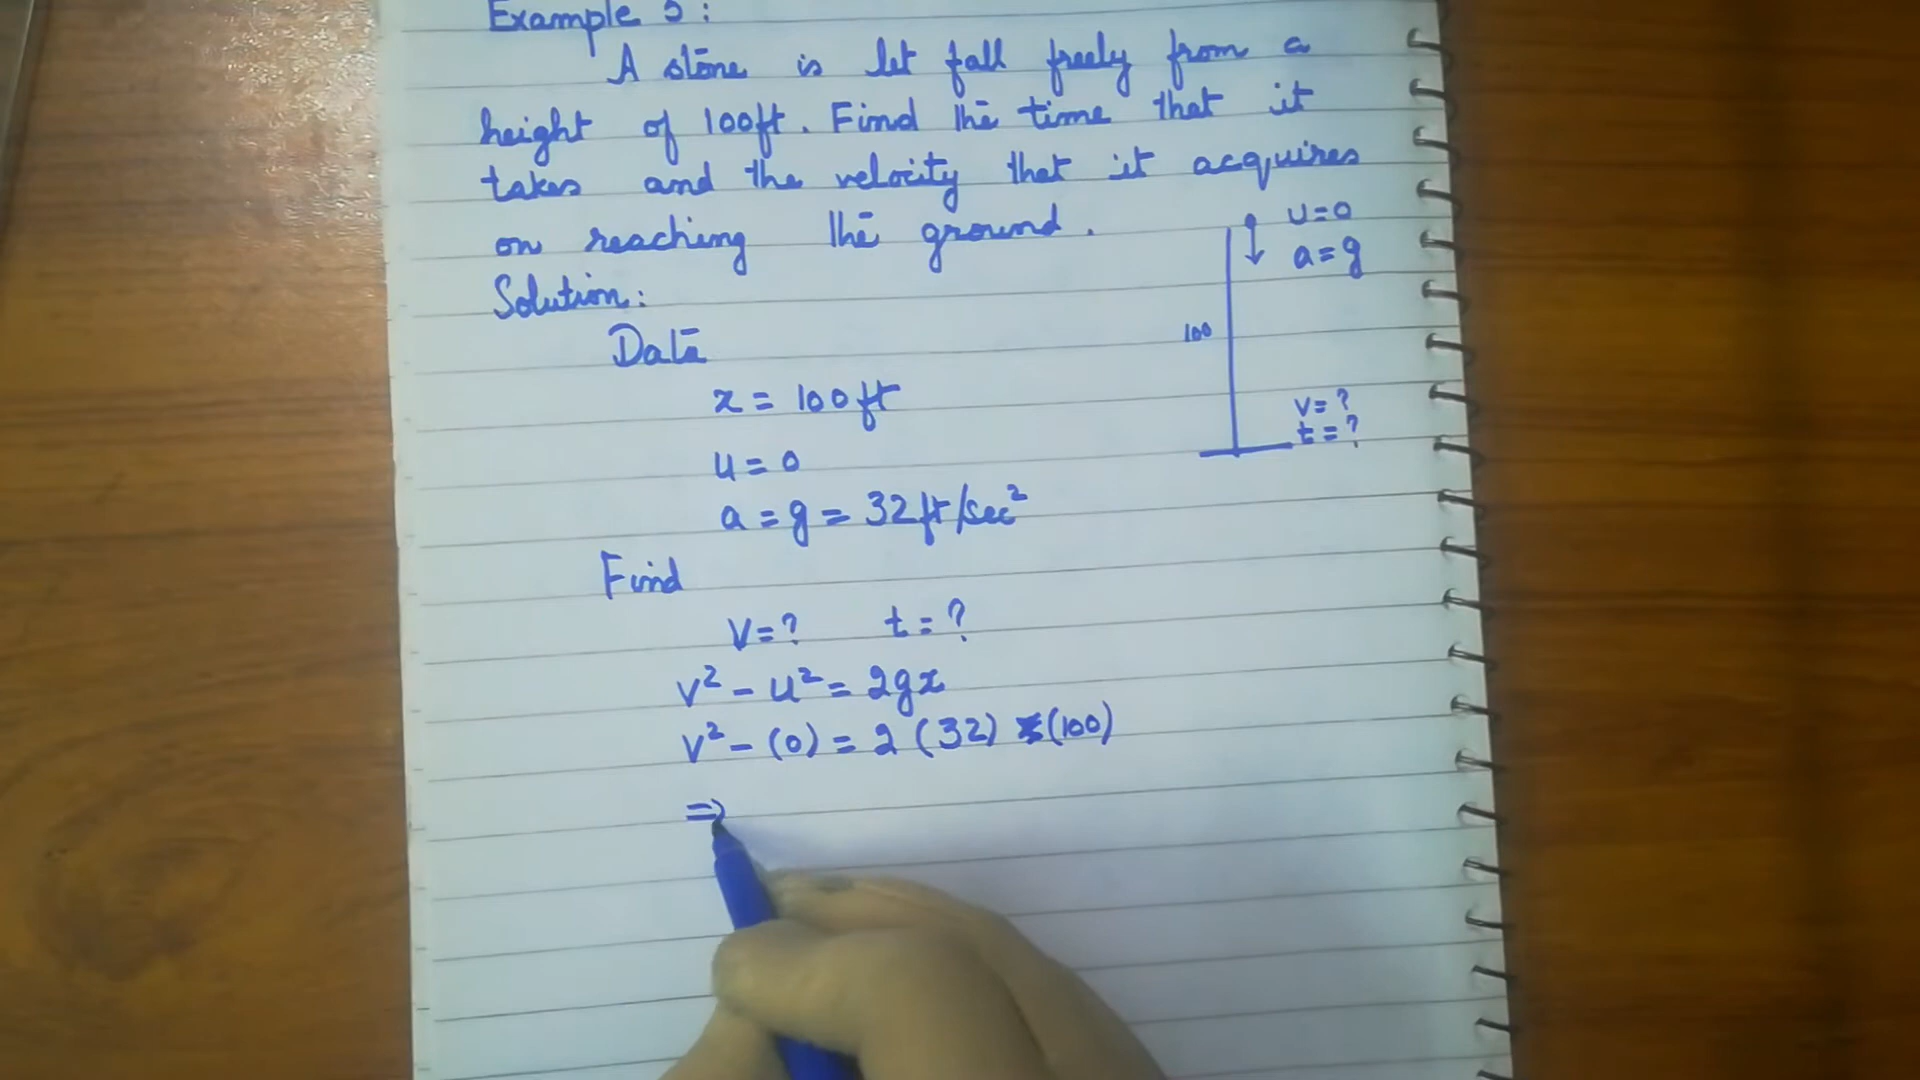 Example 5:
A stone is let fall freely from a
height of 100ft. Find the time that it
takes and the velocity that it acquires
on reaching the ground.
u=0
a=g
Solution:
100
Data
x = 100ft
v=?
t=?
u=0
a=g=32ft/sec²
Find
V=? t=?
v²-u²=2gx
v²-(0)=2(32)(100)
⇒